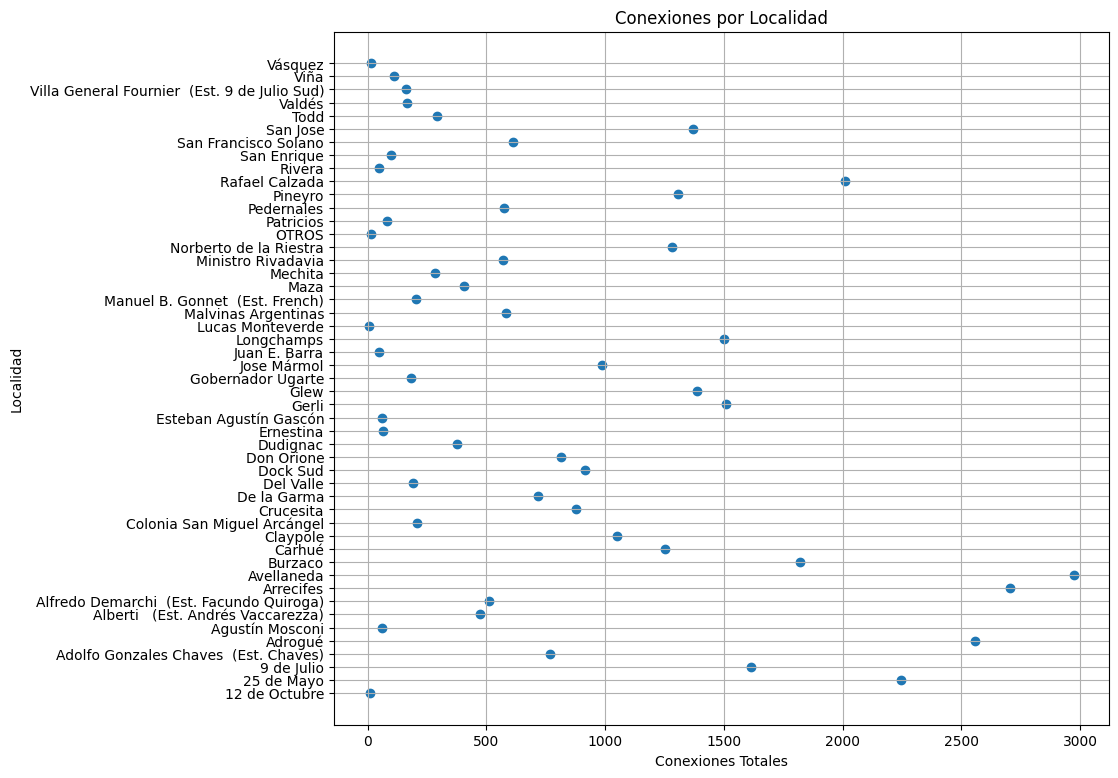 Conexiones por Localidad
Vásquez
Viña
Villa General Fournier  (Est. 9 de Julio Sud)
Valdés
Todd
San Jose
San Francisco Solano
San Enrique
Rivera
Rafael Calzada
Pineyro
Pedernales
Patricios
OTROS
Norberto de la Riestra
Ministro Rivadavia
Mechita
Maza
Manuel B. Gonnet  (Est. French)
Malvinas Argentinas
Lucas Monteverde
Longchamps
Juan E. Barra
Jose Mármol
Gobernador Ugarte
Glew
Gerli
Esteban Agustín Gascón
Ernestina
Dudignac
Don Orione
Dock Sud
Del Valle
De la Garma
Crucesita
Colonia San Miguel Arcángel
Claypole
Carhué
Burzaco
Avellaneda
Arrecifes
Alfredo Demarchi  (Est. Facundo Quiroga)
Alberti   (Est. Andrés Vaccarezza)
Agustín Mosconi
Adrogué
Adolfo Gonzales Chaves  (Est. Chaves)
9 de Julio
25 de Mayo
12 de Octubre
Localidad
0 500 1000 1500 2000 2500 3000
Conexiones Totales